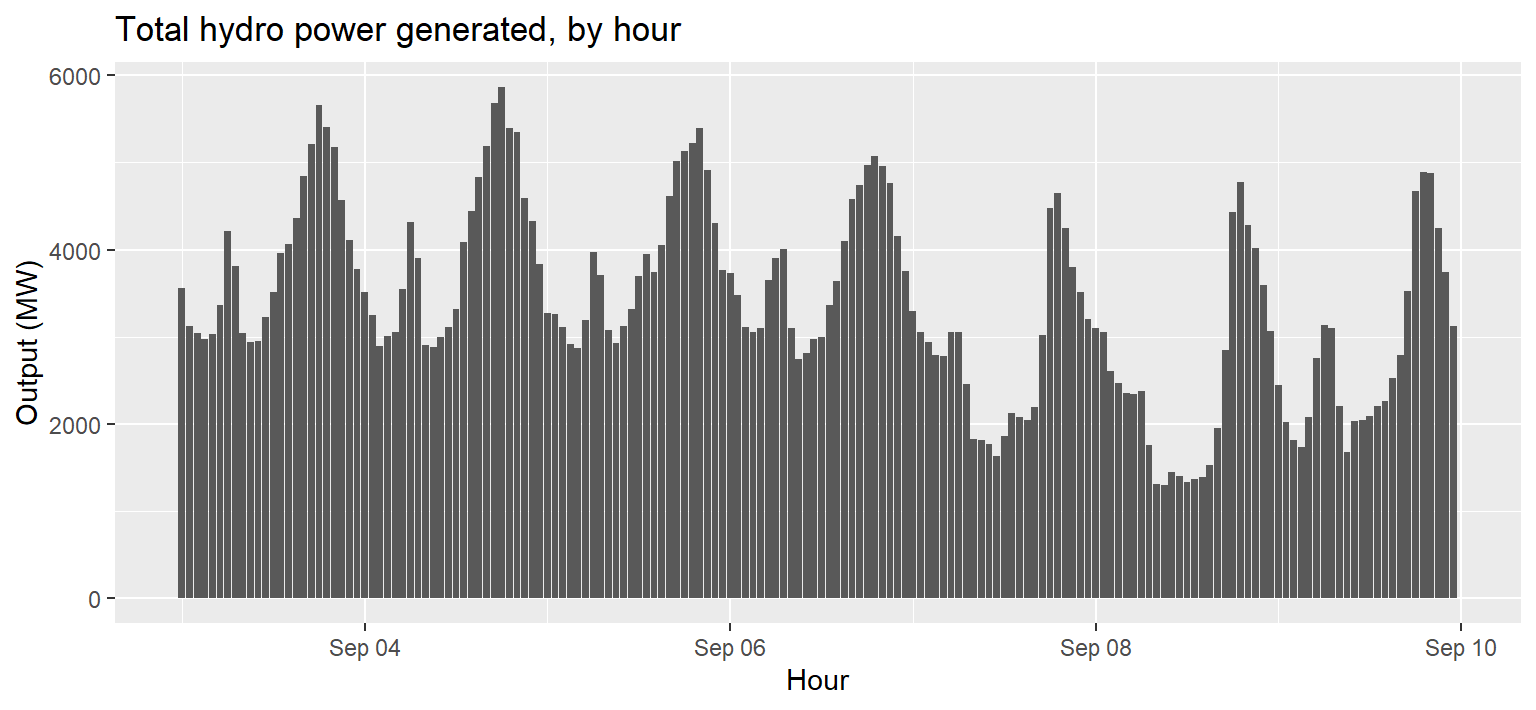 Total hydro power generated, by hour
Output (MW)
6000
4000
2000
0
Sep 04 Sep 06 Sep 08 Sep 10
Hour